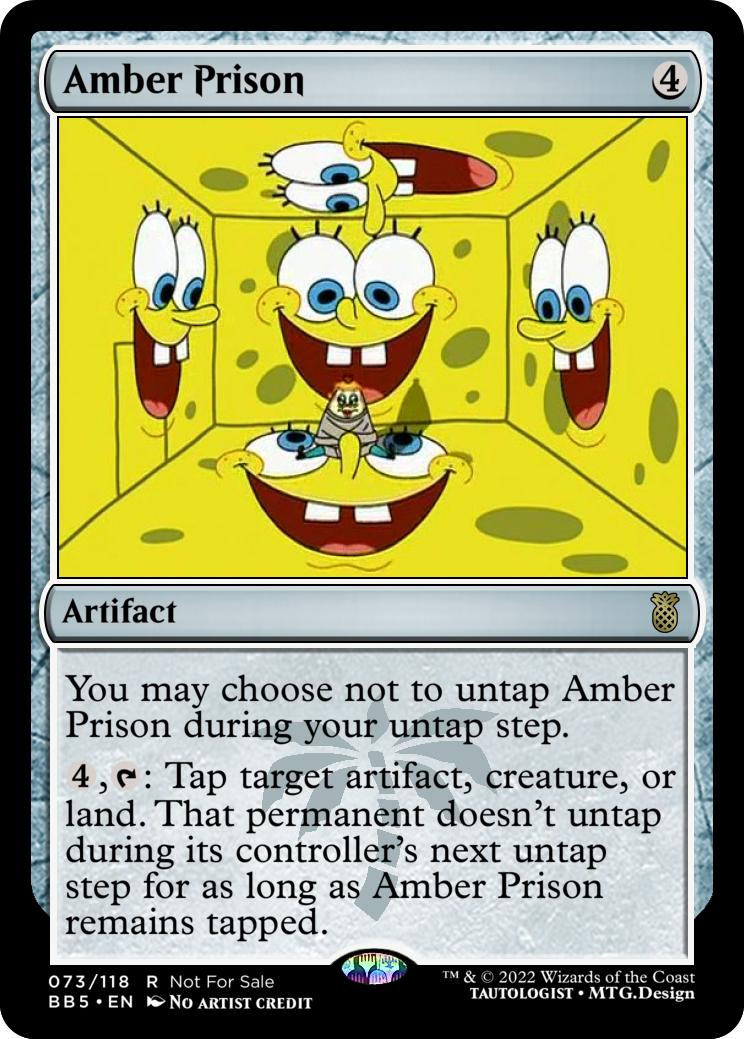 Amber Prison 4
Artifact
You may choose not to untap Amber
Prison during your untap step.
4, : Tap target artifact, creature, or
land. That permanent doesn't untap
during its controller's next untap
step for as long as Amber Prison
remains tapped.
073/118 R Not For Sale
BB5 • EN No artist credit
™ & © 2022 Wizards of the Coast
TAUTOLOGIST • MTG.Design